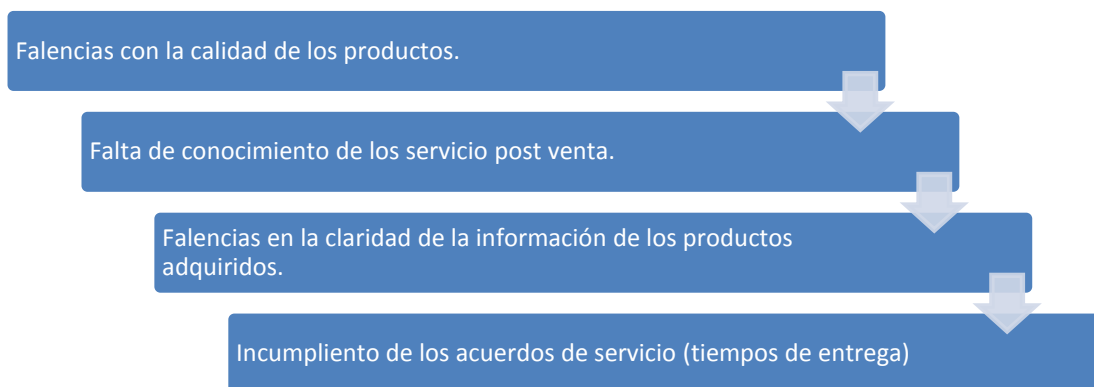 Falencias con la calidad de los productos.
Falta de conocimiento de los servicio post venta.
Falencias en la claridad de la información de los productos
adquiridos.
Incumpliento de los acuerdos de servicio (tiempos de entrega)